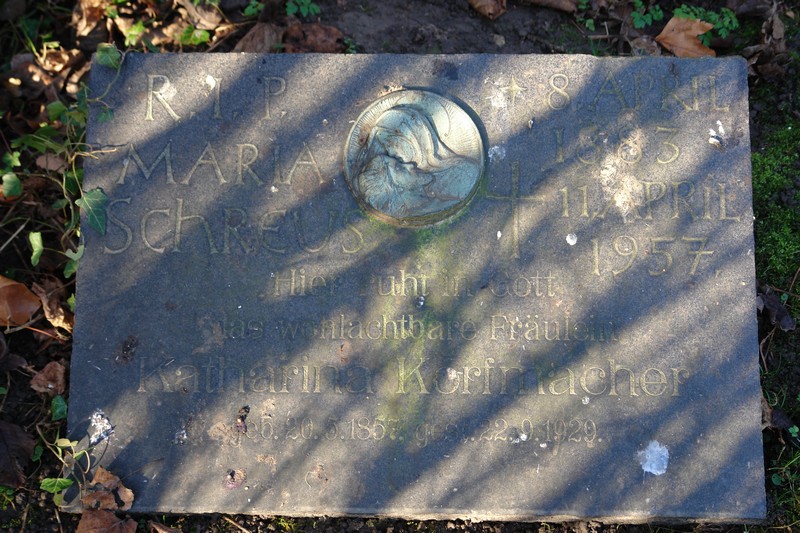 R.I.P.
MARIA
SCHREUS
* 8. APRIL
1883
† 11. APRIL
1957
Hier ruht in Gott
das wohlachtbare Fräulein
Katharina Korfmacher
geb. 20.5.1857. gest. 22.9.1929.